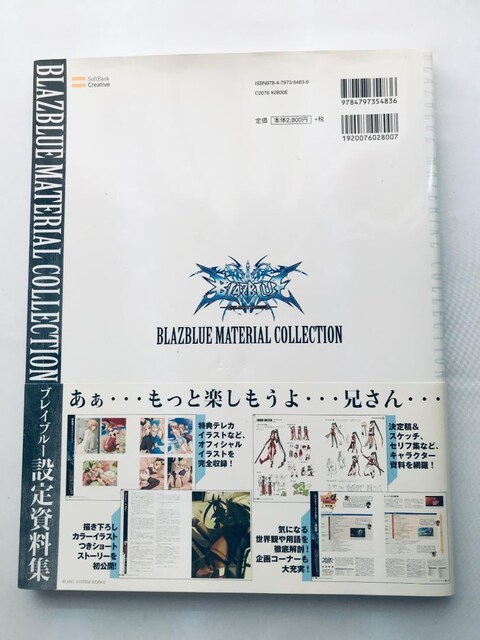 SoftBank
Creative
ISBN978-4-7973-5483-6
C0076 ¥2800E
9784797354836
定価 本体2,800円 +税
1920076028007
BLAZBLUE MATERIAL COLLECTION
BLAZBLUE
BLAZBLUE MATERIAL COLLECTION
あぁ・・・もっと楽しもうよ・・・兄さん・・・
特典テレカ
イラストなど、
オフィシャル
イラストを
完全収録!
決定稿&
スケッチ、
セリフ集など、
キャラクター
資料を網羅!
描き下ろし
カラーイラスト
つきショート
ストーリーを
初公開!
気になる
世界観や用語を
徹底解剖!
企画コーナーも
大充実!
ブレイブルー 設定資料集
© ARC SYSTEM WORKS